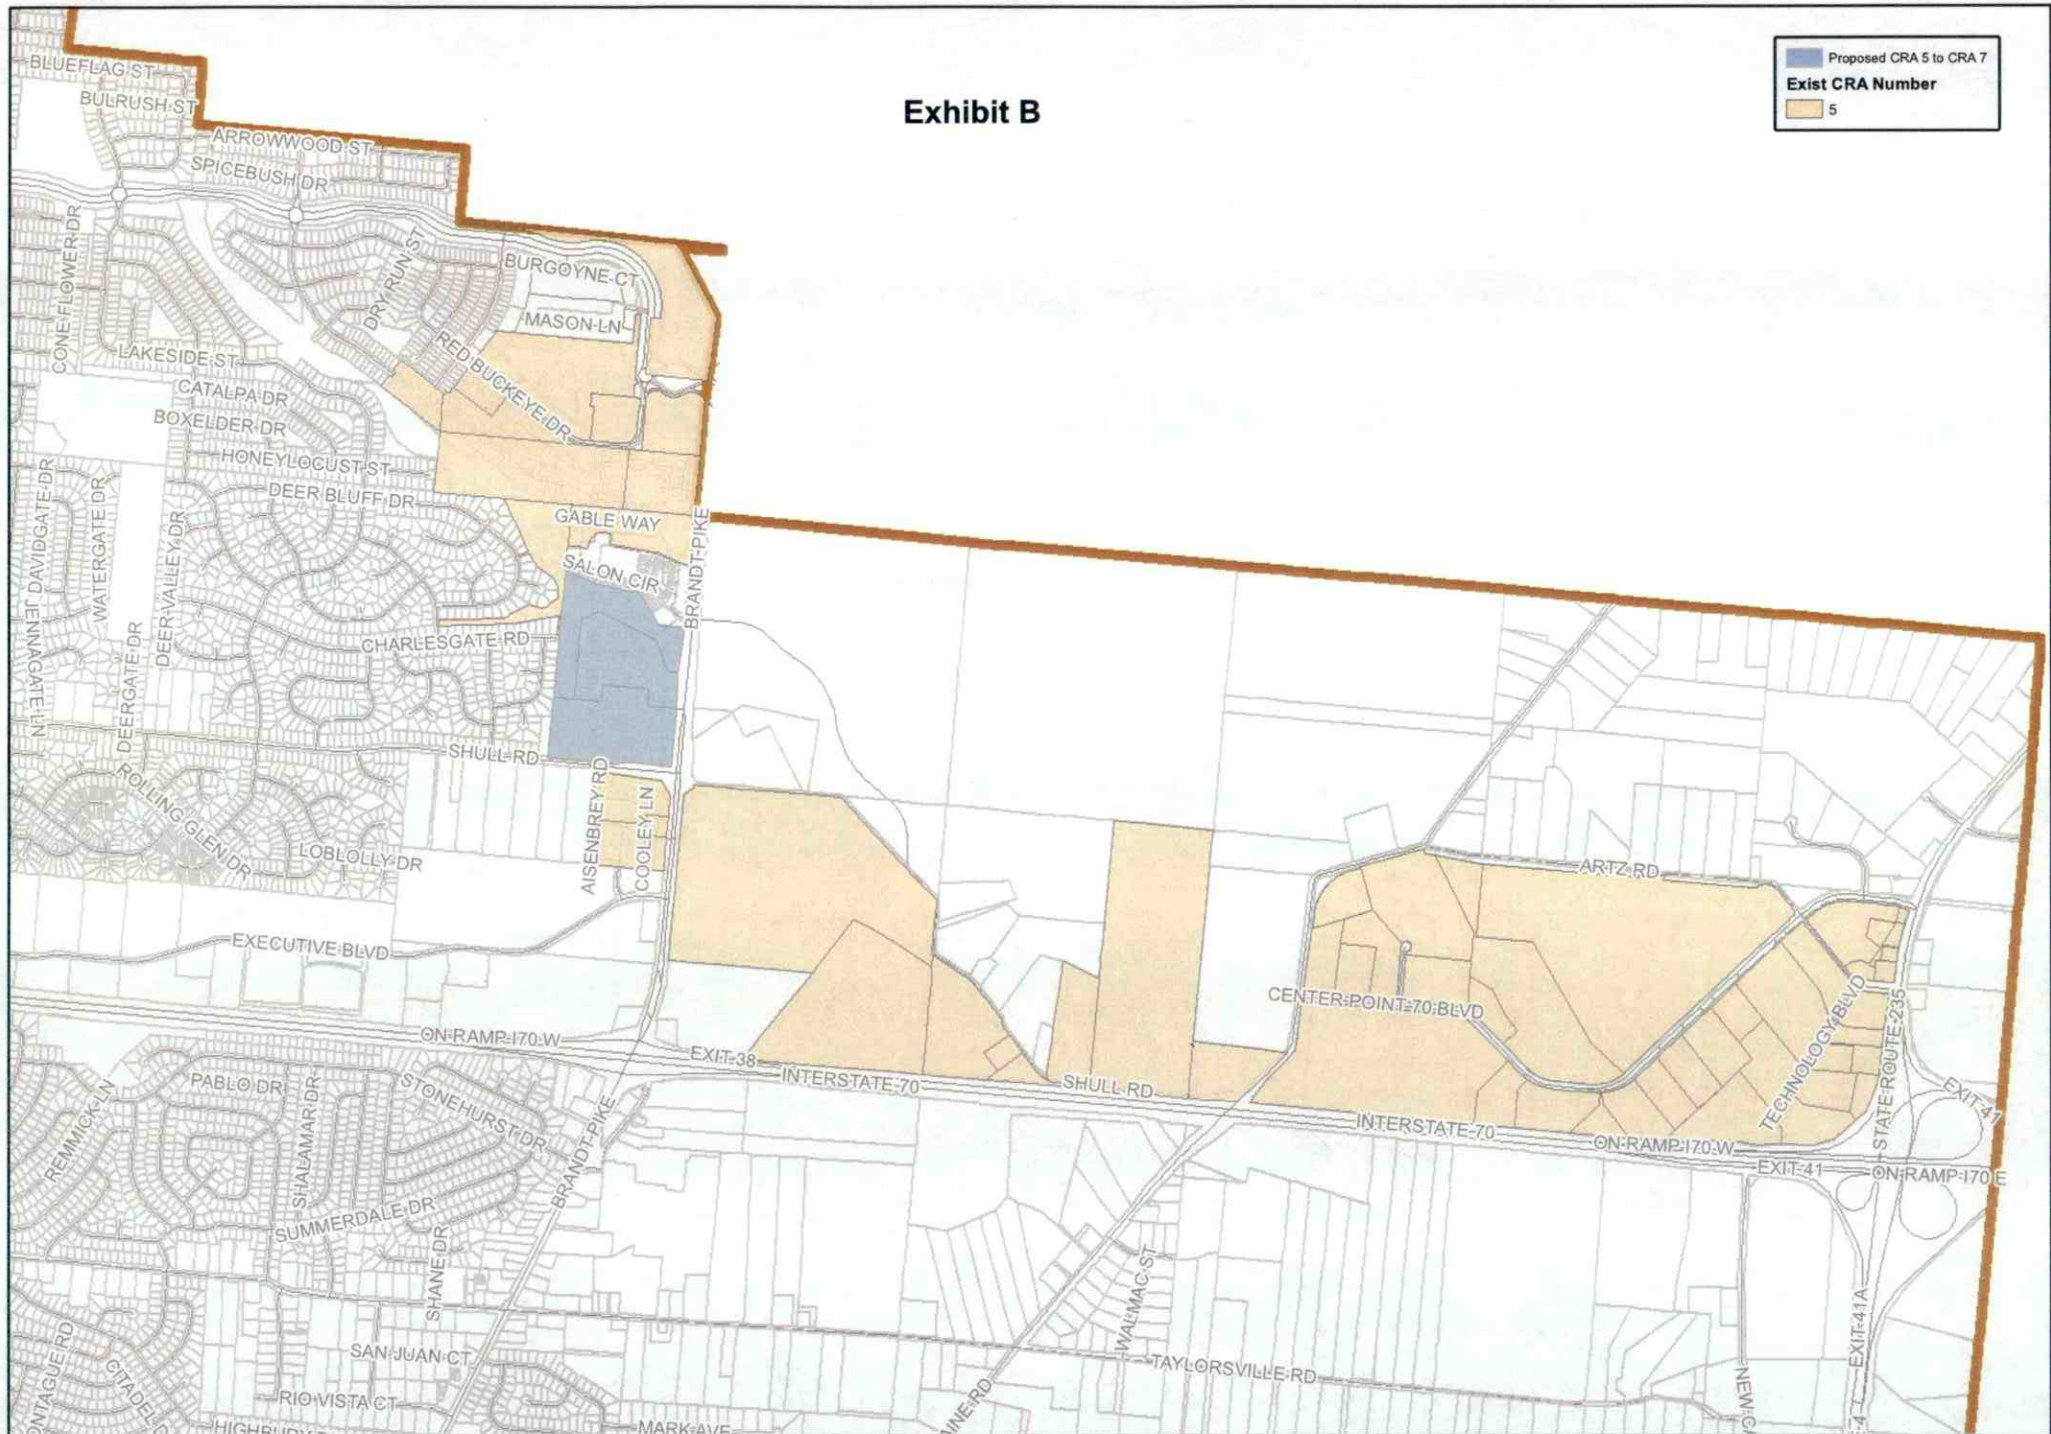 Proposed CRA 5 to CRA 7
Exist CRA Number
5
Exhibit B
BLUEFLAG ST
BULRUSH ST
ARROWWOOD ST
SPICEBUSH DR
CONE FLOWER DR
DRY RUN ST
BURGOYNE CT
MASON LN
RED BUCKEYE DR
LAKESIDE ST
CATALPA DR
BOXELDER DR
HONEYLOCUST ST
DEER BLUFF DR
GABLE WAY
SALON CIR
BRANDT PIKE
DAVIDGATE DR
JENNAGATE LN
WATERGATE DR
DEERGATE DR
DEER VALLEY DR
CHARLESGATE RD
SHULL RD
AISENBREY RD
COOLEY LN
ROLLING GLEN DR
LOBLOLLY DR
EXECUTIVE BLVD
ARTZ RD
CENTER POINT 70 BLVD
TECHNOLOGY BLVD
STATE ROUTE 235
ON RAMP I70 W
EXIT 38
INTERSTATE 70
SHULL RD
INTERSTATE 70
ON RAMP I70 W
EXIT 41
EXIT 41
ON RAMP I70 E
REMMICK LN
PABLO DR
SHALAMAR DR
STONEHURST DR
BRANDT PIKE
SUMMERDALE DR
SHANE DR
WALMAC ST
EXIT 41A
SAN JUAN CT
TAYLORSVILLE RD
RIO VISTA CT
MARK AVE
CITADEL